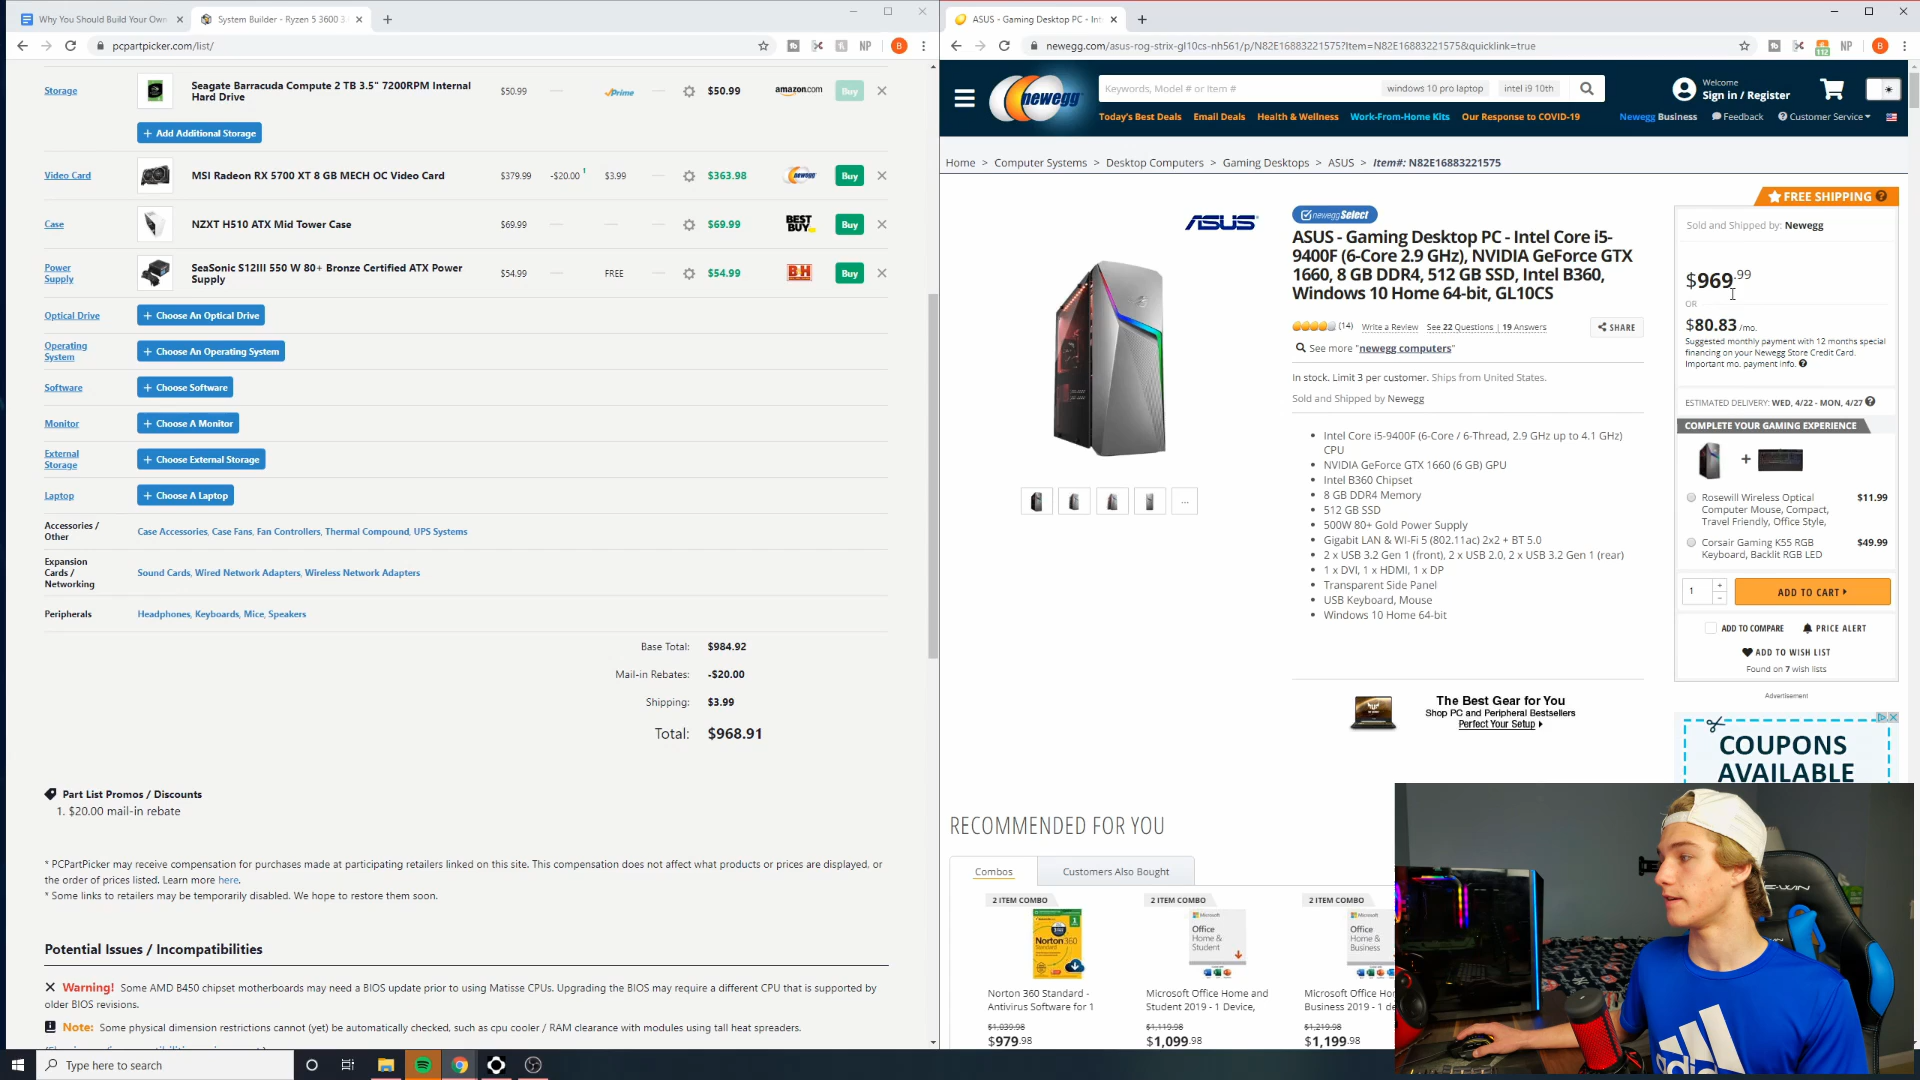 Why You Should Build Your Own
System Builder - Ryzen 5 3600 3
pcpartpicker.com/list/
NP
B
Storage
Seagate Barracuda Compute 2 TB 3.5" 7200RPM Internal
Hard Drive
$50.99
Prime
$50.99
amazon.com
Buy
+ Add Additional Storage
Video Card
MSI Radeon RX 5700 XT 8 GB MECH OC Video Card
$379.99
-$20.00 1
$3.99
$363.98
newegg
Buy
Case
NZXT H510 ATX Mid Tower Case
$69.99
$69.99
BEST
BUY
Buy
Power
Supply
SeaSonic S12III 550 W 80+ Bronze Certified ATX Power
Supply
$54.99
FREE
$54.99
B&H
Buy
Optical Drive
+ Choose An Optical Drive
Operating
System
+ Choose An Operating System
Software
+ Choose Software
Monitor
+ Choose A Monitor
External
Storage
+ Choose External Storage
Laptop
+ Choose A Laptop
Accessories /
Other
Case Accessories, Case Fans, Fan Controllers, Thermal Compound, UPS Systems
Expansion
Cards /
Networking
Sound Cards, Wired Network Adapters, Wireless Network Adapters
Peripherals
Headphones, Keyboards, Mice, Speakers
Base Total: $984.92
Mail-in Rebates: -$20.00
Shipping: $3.99
Total: $968.91
Part List Promos / Discounts
1. $20.00 mail-in rebate
* PCPartPicker may receive compensation for purchases made at participating retailers linked on this site. This compensation does not affect what products or prices are displayed, or
the order of prices listed. Learn more here.
* Some links to retailers may be temporarily disabled. We hope to restore them soon.
Potential Issues / Incompatibilities
Warning! Some AMD B450 chipset motherboards may need a BIOS update prior to using Matisse CPUs. Upgrading the BIOS may require a different CPU that is supported by
older BIOS revisions.
Note: Some physical dimension restrictions cannot (yet) be automatically checked, such as cpu cooler / RAM clearance with modules using tall heat spreaders.
Type here to search
ASUS - Gaming Desktop PC - Int
newegg.com/asus-rog-strix-gl10cs-nh561/p/N82E16883221575?Item=N82E16883221575&quicklink=true
112
NP
B
newegg
Keywords, Model # or Item #
windows 10 pro laptop
intel i9 10th
Welcome
Sign in / Register
Today's Best Deals
Email Deals
Health & Wellness
Work-From-Home Kits
Our Response to COVID-19
Newegg Business
Feedback
Customer Service
Home > Computer Systems > Desktop Computers > Gaming Desktops > ASUS > Item#: N82E16883221575
ASUS
neweggSelect
ASUS - Gaming Desktop PC - Intel Core i5-
9400F (6-Core 2.9 GHz), NVIDIA GeForce GTX
1660, 8 GB DDR4, 512 GB SSD, Intel B360,
Windows 10 Home 64-bit, GL10CS
(14) Write a Review See 22 Questions | 19 Answers
SHARE
See more "newegg computers"
In stock. Limit 3 per customer. Ships from United States.
Sold and Shipped by Newegg
• Intel Core i5-9400F (6-Core / 6-Thread, 2.9 GHz up to 4.1 GHz)
CPU
• NVIDIA GeForce GTX 1660 (6 GB) GPU
• Intel B360 Chipset
• 8 GB DDR4 Memory
• 512 GB SSD
• 500W 80+ Gold Power Supply
• Gigabit LAN & Wi-Fi 5 (802.11ac) 2x2 + BT 5.0
• 2 x USB 3.2 Gen 1 (front), 2 x USB 2.0, 2 x USB 3.2 Gen 1 (rear)
• 1 x DVI, 1 x HDMI, 1 x DP
• Transparent Side Panel
• USB Keyboard, Mouse
• Windows 10 Home 64-bit
...
FREE SHIPPING
Sold and Shipped by: Newegg
$969.99
OR
$80.83 /mo.
Suggested monthly payment with 12 months special
financing on your Newegg Store Credit Card.
Important mo. payment info.
ESTIMATED DELIVERY: WED, 4/22 - MON, 4/27
COMPLETE YOUR GAMING EXPERIENCE
+
Rosewill Wireless Optical
Computer Mouse, Compact,
Travel Friendly, Office Style,
$11.99
Corsair Gaming K55 RGB
Keyboard, Backlit RGB LED
$49.99
1
ADD TO CART
ADD TO COMPARE
PRICE ALERT
ADD TO WISH LIST
Found on 7 wish lists
Advertisement
COUPONS
AVAILABLE
The Best Gear for You
Shop PC and Peripheral Bestsellers
Perfect Your Setup
RECOMMENDED FOR YOU
Combos
Customers Also Bought
2 ITEM COMBO
2 ITEM COMBO
2 ITEM COMBO
Norton360
Microsoft
Office
Home &
Student
Microsoft
Office
Home &
Business
Norton 360 Standard -
Antivirus Software for 1
$1,039.98
$979.98
Microsoft Office Home and
Student 2019 - 1 Device,
$1,119.98
$1,099.98
Microsoft Office Hom
Business 2019 - 1 de
$1,219.98
$1,199.98
E-WIN
adidas